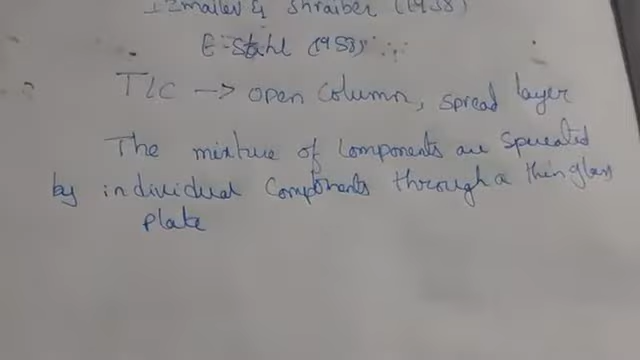 Izmailov & Shraiber (1938)
E-Stahl (1958)
TLC → open column, spread layer
The mixture of components are spreated
by individual components through a thin glass
plate